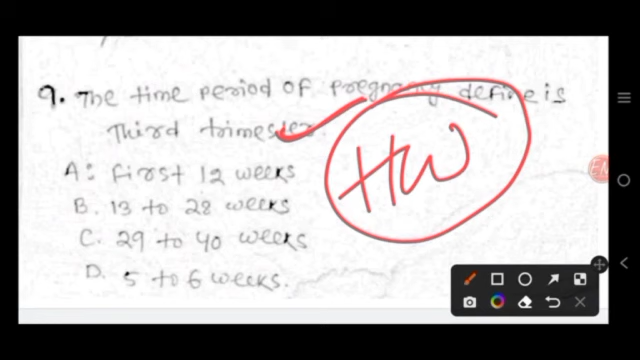 9. The time period of pregnancy define is
Third trimester.
A: first 12 weeks
B. 13 to 28 weeks
C. 29 to 40 weeks
D. 5 to 6 weeks.
HW
EN